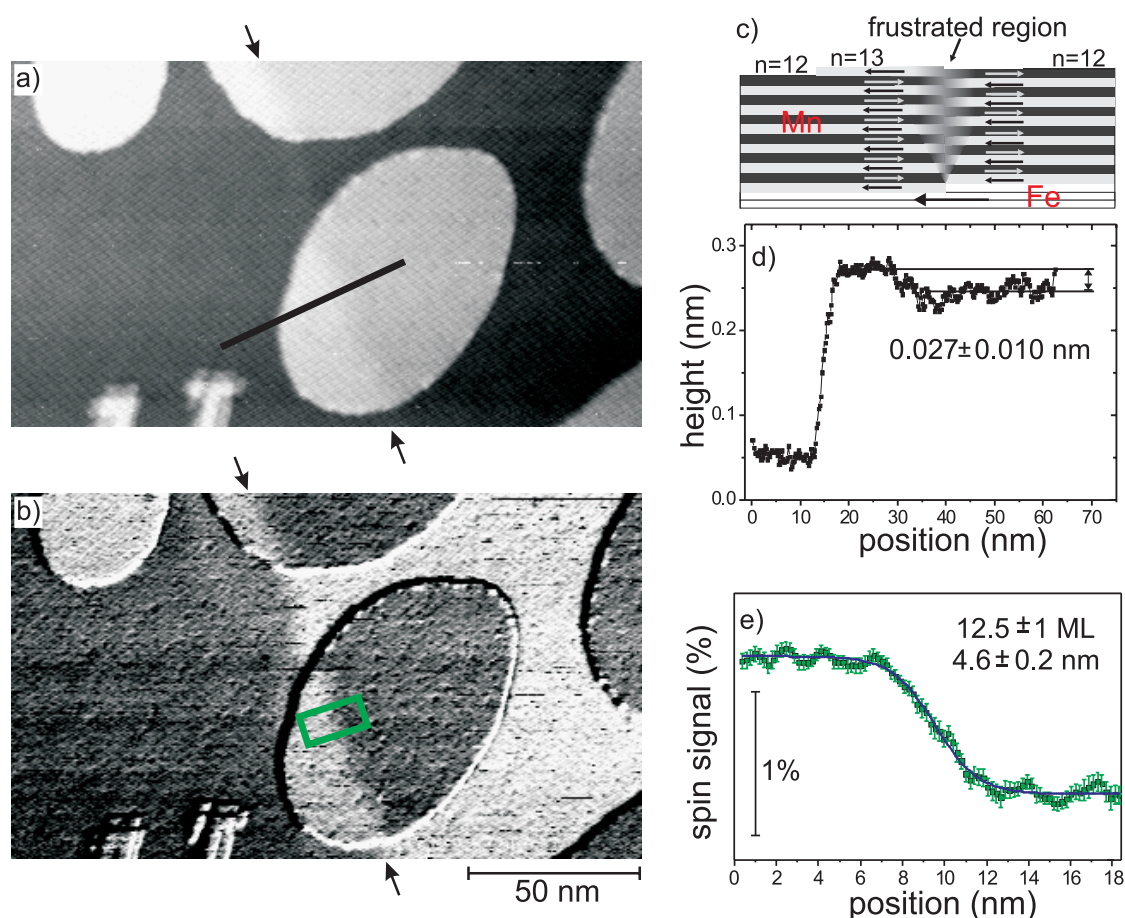 a)
b)
50 nm
c)
frustrated region
n=12
n=13
n=12
Mn
Fe
d)
0.3
0.2
0.1
0.0
height (nm)
0.027±0.010 nm
0 10 20 30 40 50 60 70
position (nm)
e)
12.5±1 ML
4.6±0.2 nm
spin signal (%)
1%
0 2 4 6 8 10 12 14 16 18
position (nm)